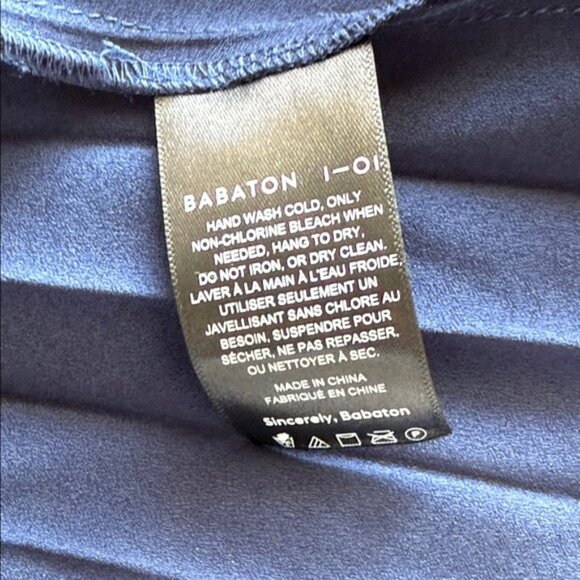 BABATON 1—01
HAND WASH COLD, ONLY
NON-CHLORINE BLEACH WHEN
NEEDED, HANG TO DRY,
DO NOT IRON, OR DRY CLEAN.
LAVER À LA MAIN À L'EAU FROIDE,
UTILISER SEULEMENT UN
JAVELLISANT SANS CHLORE AU
BESOIN, SUSPENDRE POUR
SÉCHER, NE PAS REPASSER,
OU NETTOYER À SEC.
MADE IN CHINA
FABRIQUÉ EN CHINE
Sincerely, Babaton
P